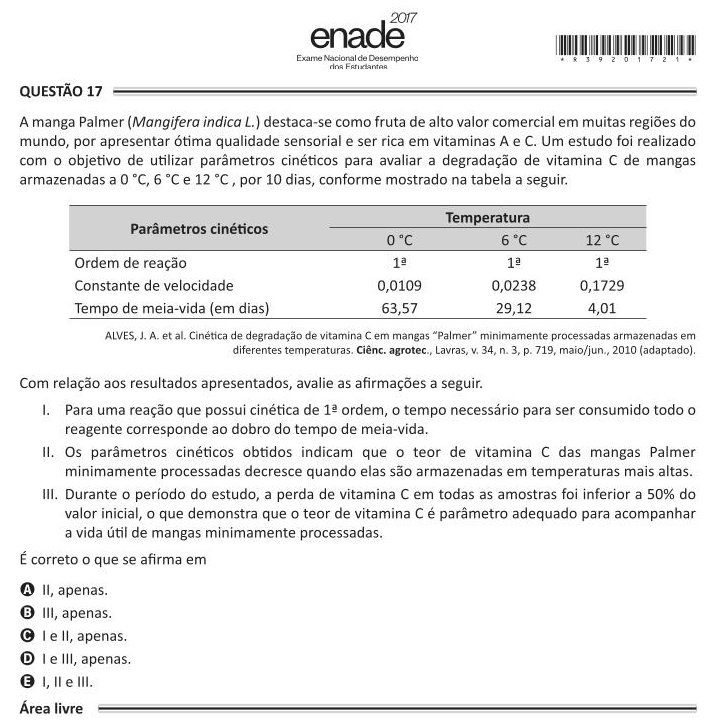 enade 2017
Exame Nacional de Desempenho
dos Estudantes
* R 3 9 2 0 1 7 2 1 *
QUESTÃO 17
A manga Palmer (Mangifera indica L.) destaca-se como fruta de alto valor comercial em muitas regiões do
mundo, por apresentar ótima qualidade sensorial e ser rica em vitaminas A e C. Um estudo foi realizado
com o objetivo de utilizar parâmetros cinéticos para avaliar a degradação de vitamina C de mangas
armazenadas a 0 °C, 6 °C e 12 °C , por 10 dias, conforme mostrado na tabela a seguir.
Parâmetros cinéticos Temperatura
0 °C 6 °C 12 °C
Ordem de reação 1ª 1ª 1ª
Constante de velocidade 0,0109 0,0238 0,1729
Tempo de meia-vida (em dias) 63,57 29,12 4,01
ALVES, J. A. et al. Cinética de degradação de vitamina C em mangas “Palmer” minimamente processadas armazenadas em
diferentes temperaturas. Ciênc. agrotec., Lavras, v. 34, n. 3, p. 719, maio/jun., 2010 (adaptado).
Com relação aos resultados apresentados, avalie as afirmações a seguir.
I. Para uma reação que possui cinética de 1ª ordem, o tempo necessário para ser consumido todo o
reagente corresponde ao dobro do tempo de meia-vida.
II. Os parâmetros cinéticos obtidos indicam que o teor de vitamina C das mangas Palmer
minimamente processadas decresce quando elas são armazenadas em temperaturas mais altas.
III. Durante o período do estudo, a perda de vitamina C em todas as amostras foi inferior a 50% do
valor inicial, o que demonstra que o teor de vitamina C é parâmetro adequado para acompanhar
a vida útil de mangas minimamente processadas.
É correto o que se afirma em
A II, apenas.
B III, apenas.
C I e II, apenas.
D I e III, apenas.
E I, II e III.
Área livre